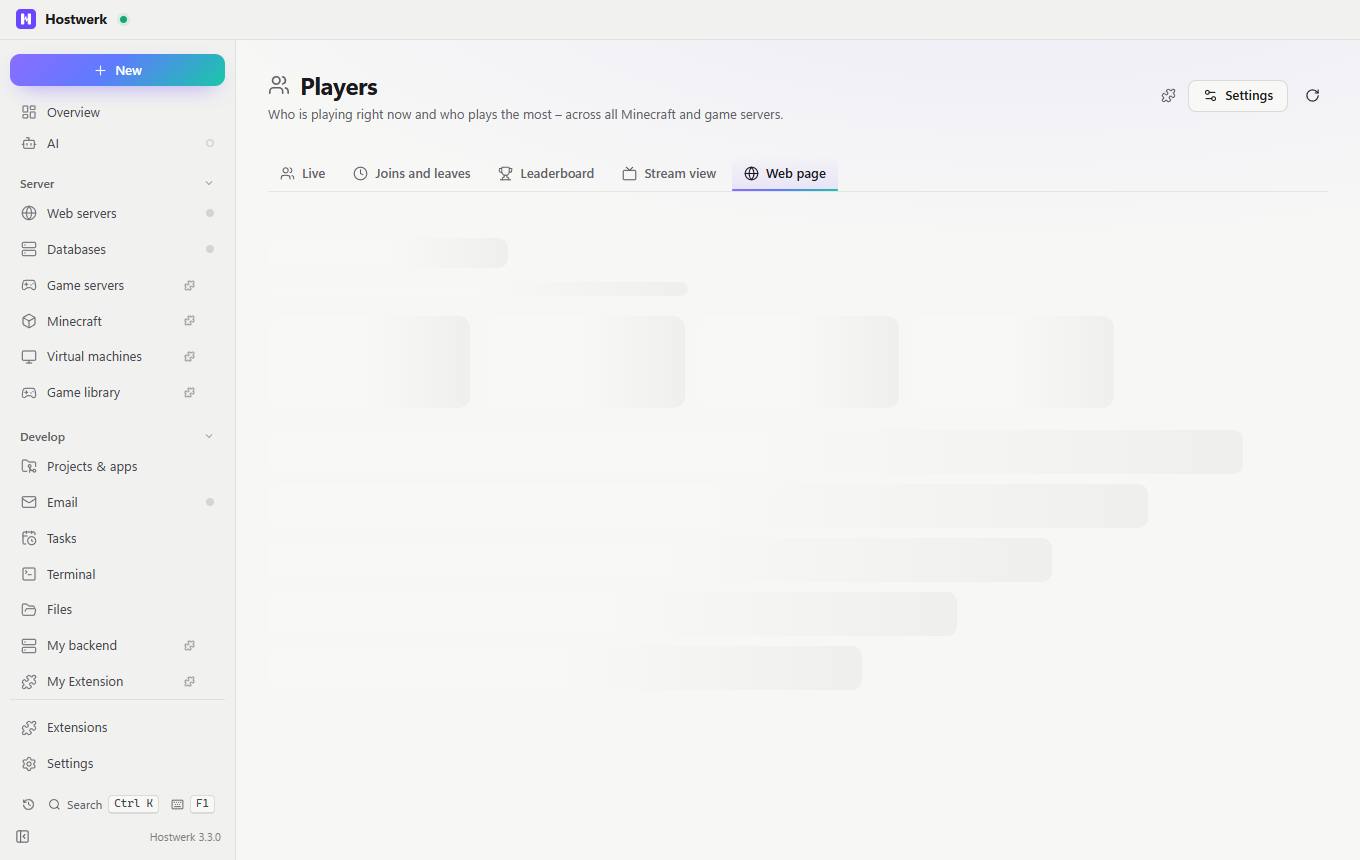 Hostwerk
New
Overview
AI
Server
Web servers
Databases
Game servers
Minecraft
Virtual machines
Game library
Develop
Projects & apps
Email
Tasks
Terminal
Files
My backend
My Extension
Extensions
Settings
Search Ctrl K F1
Hostwerk 3.3.0
Players
Who is playing right now and who plays the most – across all Minecraft and game servers.
Settings
Live Joins and leaves Leaderboard Stream view Web page